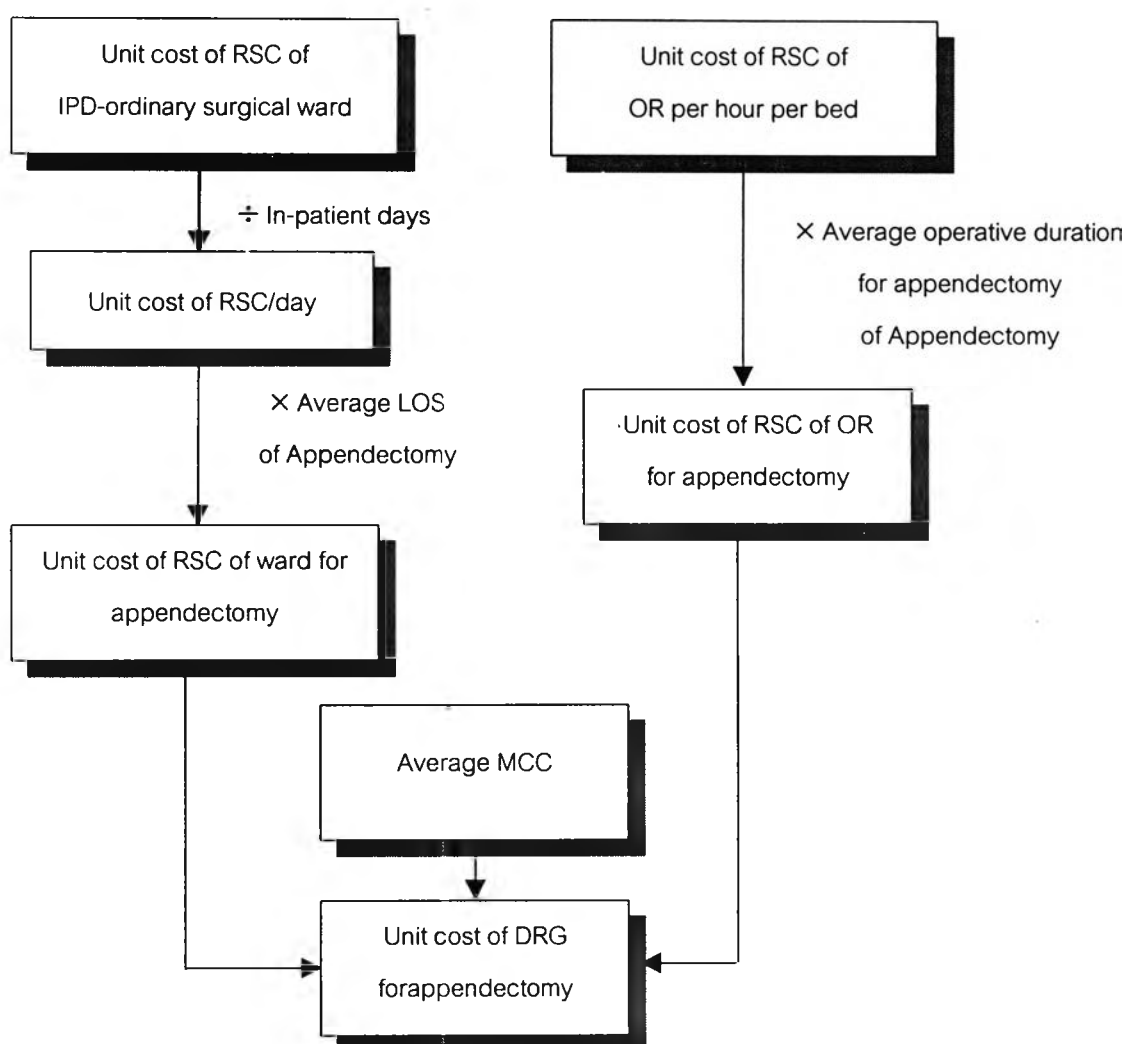 Unit cost of RSC of
IPD-ordinary surgical ward
Unit cost of RSC of
OR per hour per bed
÷ In-patient days
× Average operative duration
for appendectomy
of Appendectomy
Unit cost of RSC/day
× Average LOS
of Appendectomy
Unit cost of RSC of OR
for appendectomy
Unit cost of RSC of ward for
appendectomy
Average MCC
Unit cost of DRG
forappendectomy